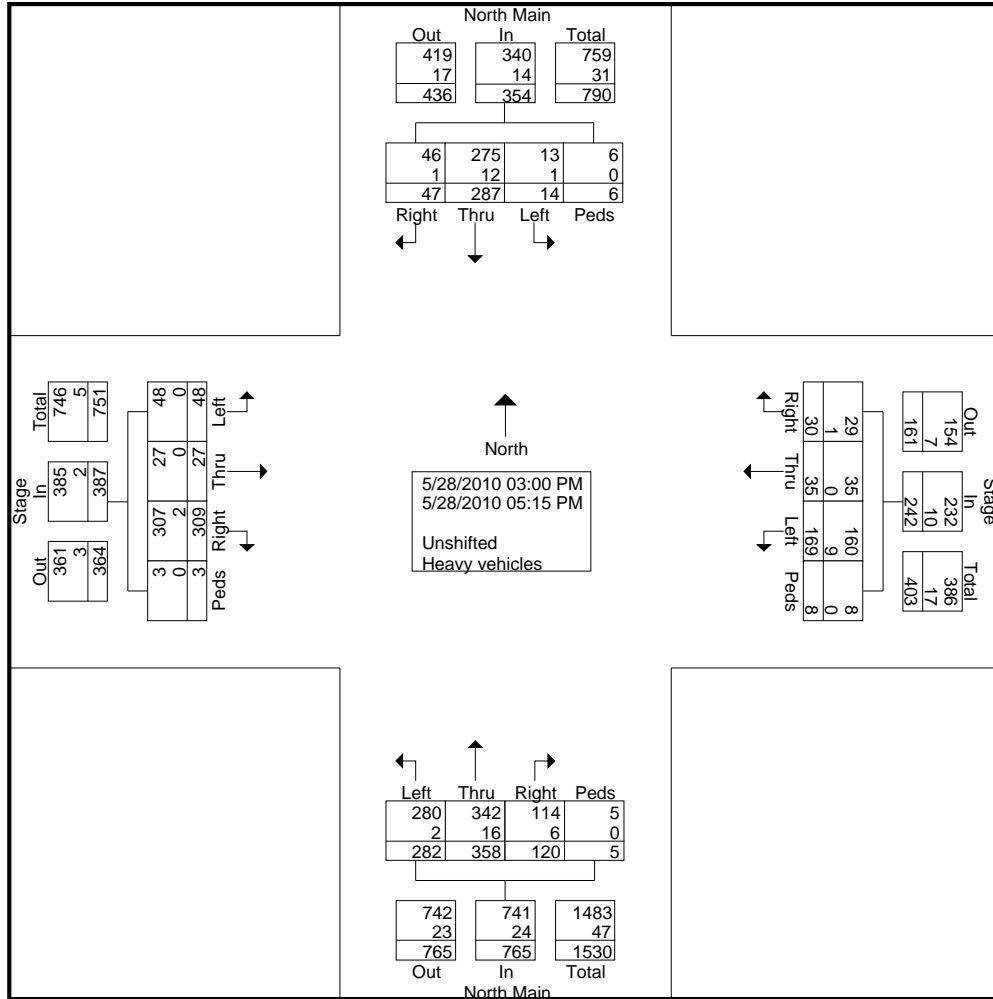 North Main
Out In Total
419 340 759
17 14 31
436 354 790
46 275 13 6
1 12 1 0
47 287 14 6
Right Thru Left Peds
Stage
Total In Out
746 385 361
5 2 3
751 387 364
48 27 307 3
0 0 2 0
48 27 309 3
Left Thru Right Peds
North
5/28/2010 03:00 PM
5/28/2010 05:15 PM
Unshifted
Heavy vehicles
Stage
Out In Total
154 232 386
7 10 17
161 242 403
29 35 160 8
1 0 9 0
30 35 169 8
Right Thru Left Peds
Left Thru Right Peds
280 342 114 5
2 16 6 0
282 358 120 5
742 741 1483
23 24 47
765 765 1530
Out In Total
North Main